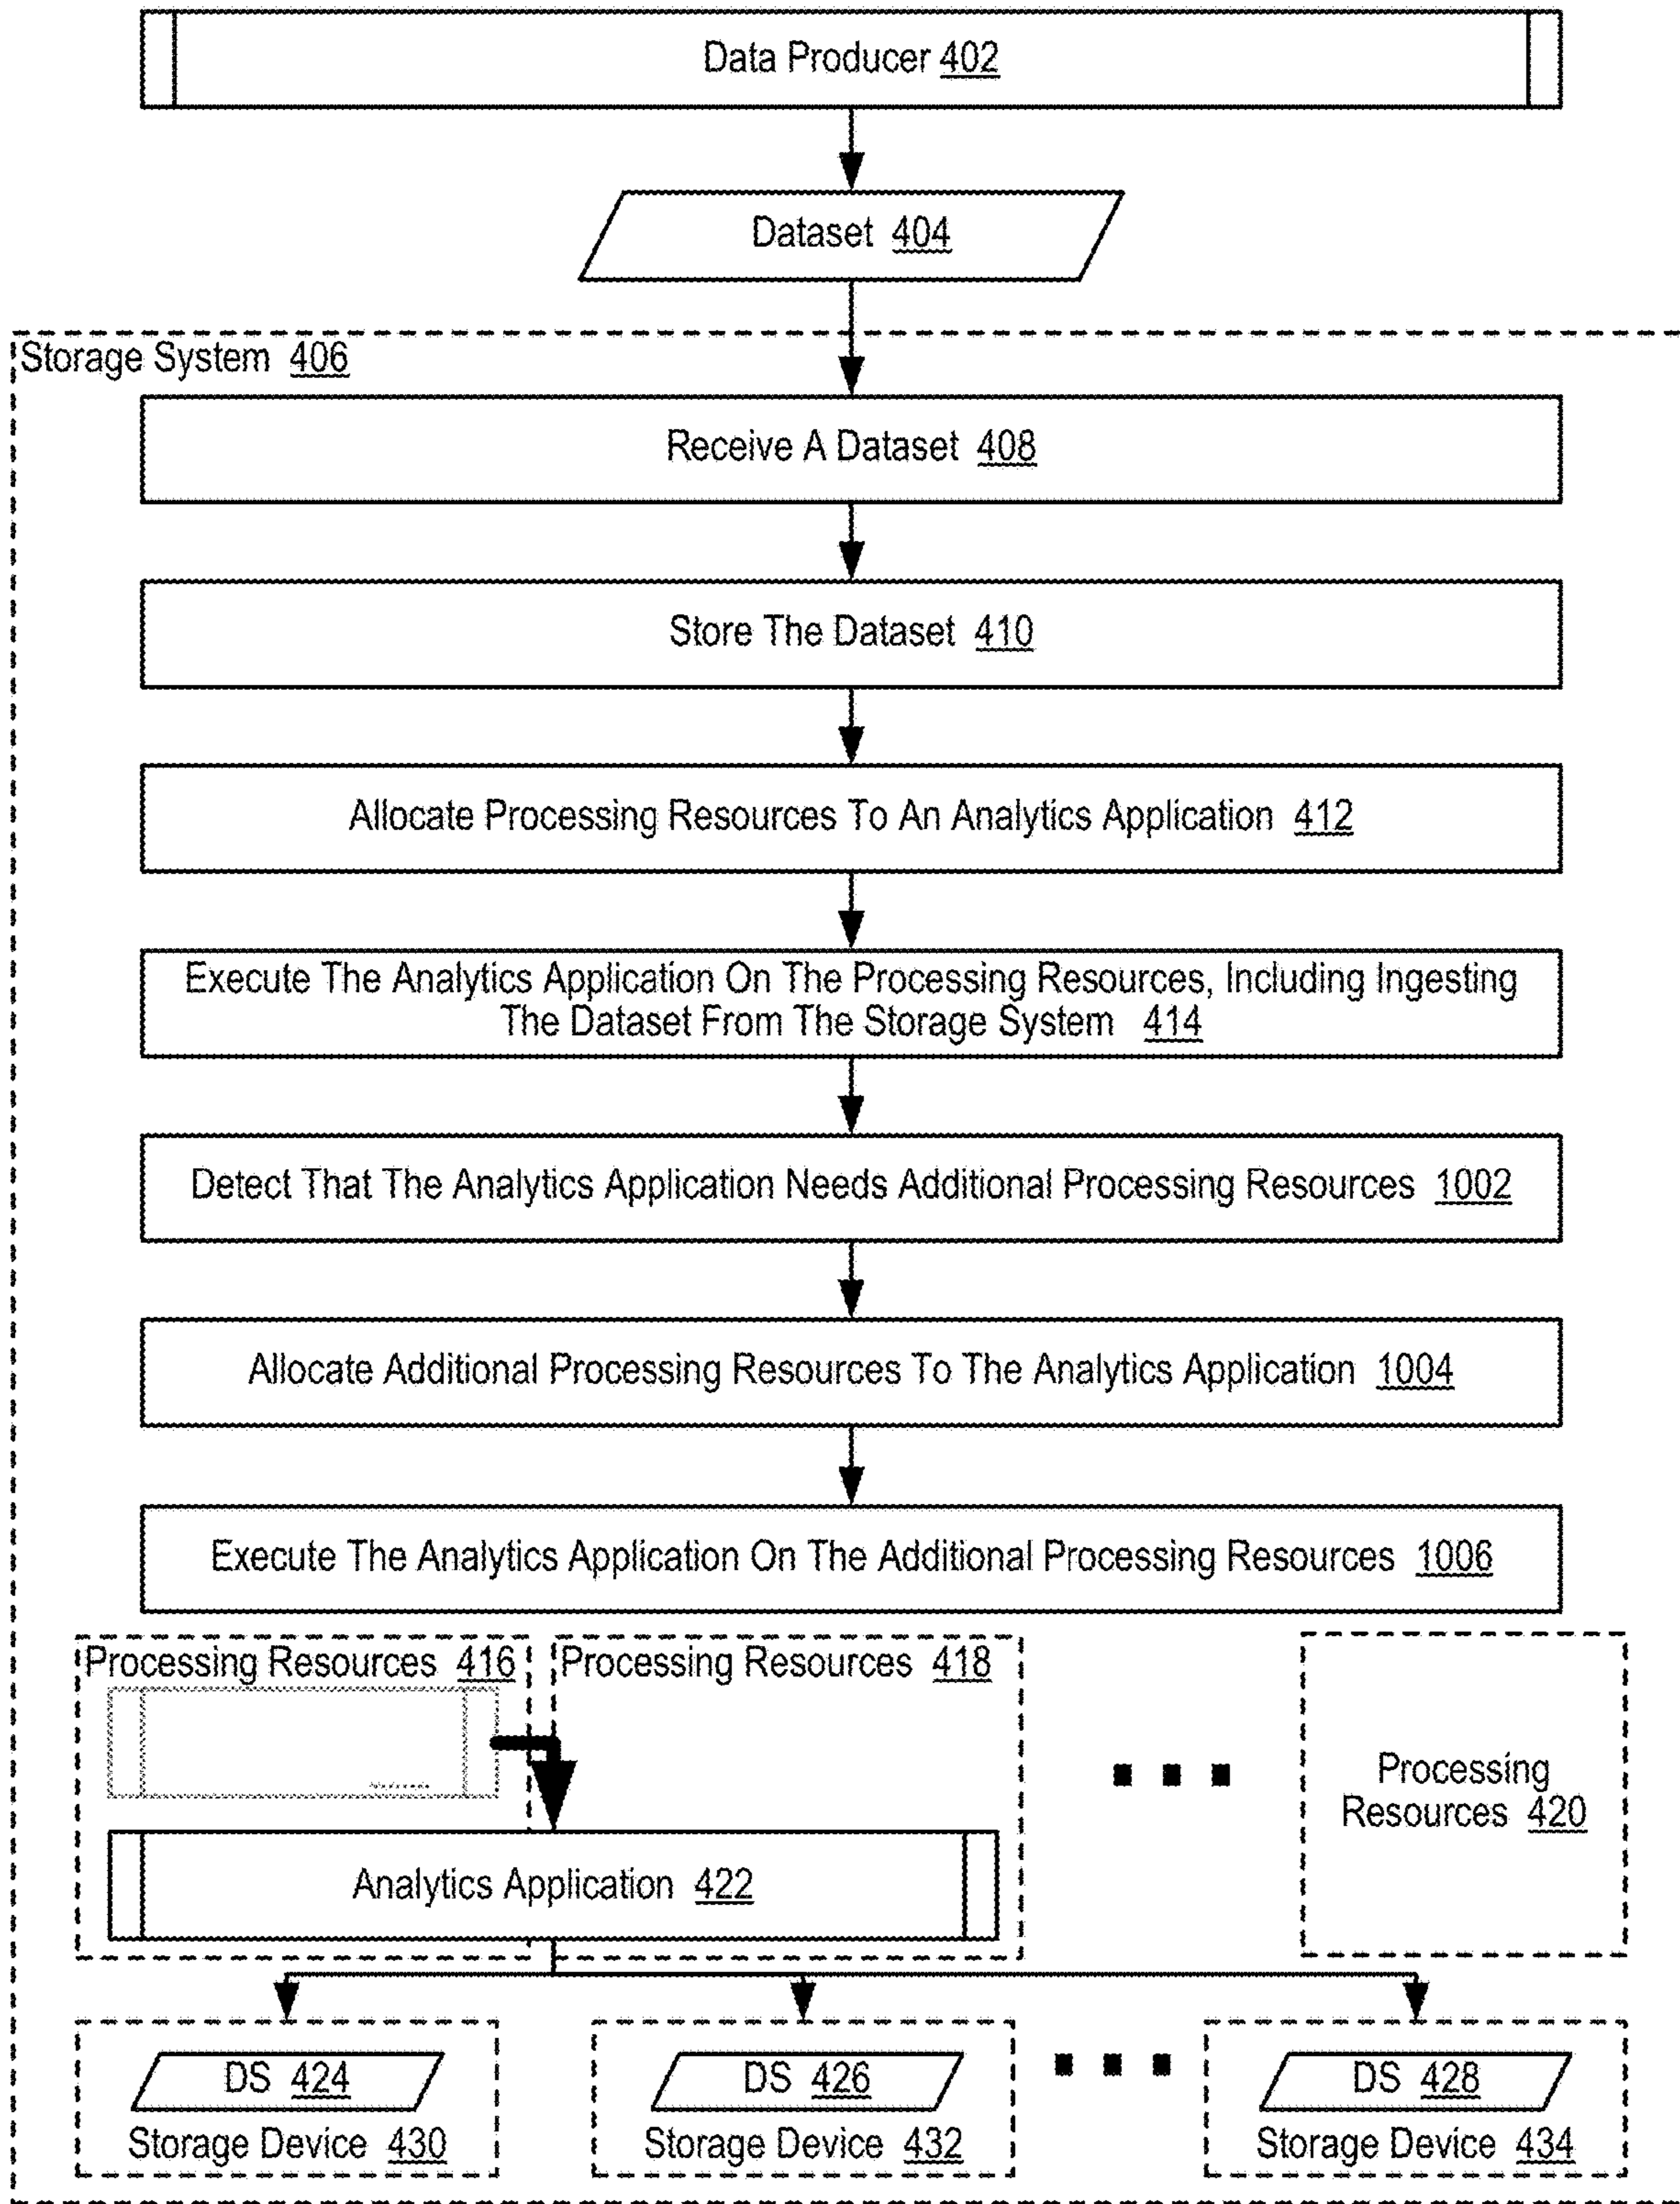 Data Producer 402
Dataset 404
Storage System 406
Receive A Dataset 408
Store The Dataset 410
Allocate Processing Resources To An Analytics Application 412
Execute The Analytics Application On The Processing Resources, Including Ingesting
The Dataset From The Storage System 414
Detect That The Analytics Application Needs Additional Processing Resources 1002
Allocate Additional Processing Resources To The Analytics Application 1004
Execute The Analytics Application On The Additional Processing Resources 1006
Processing Resources 416
Processing Resources 418
Processing
Resources 420
Analytics Application 422
DS 424
Storage Device 430
DS 426
Storage Device 432
DS 428
Storage Device 434